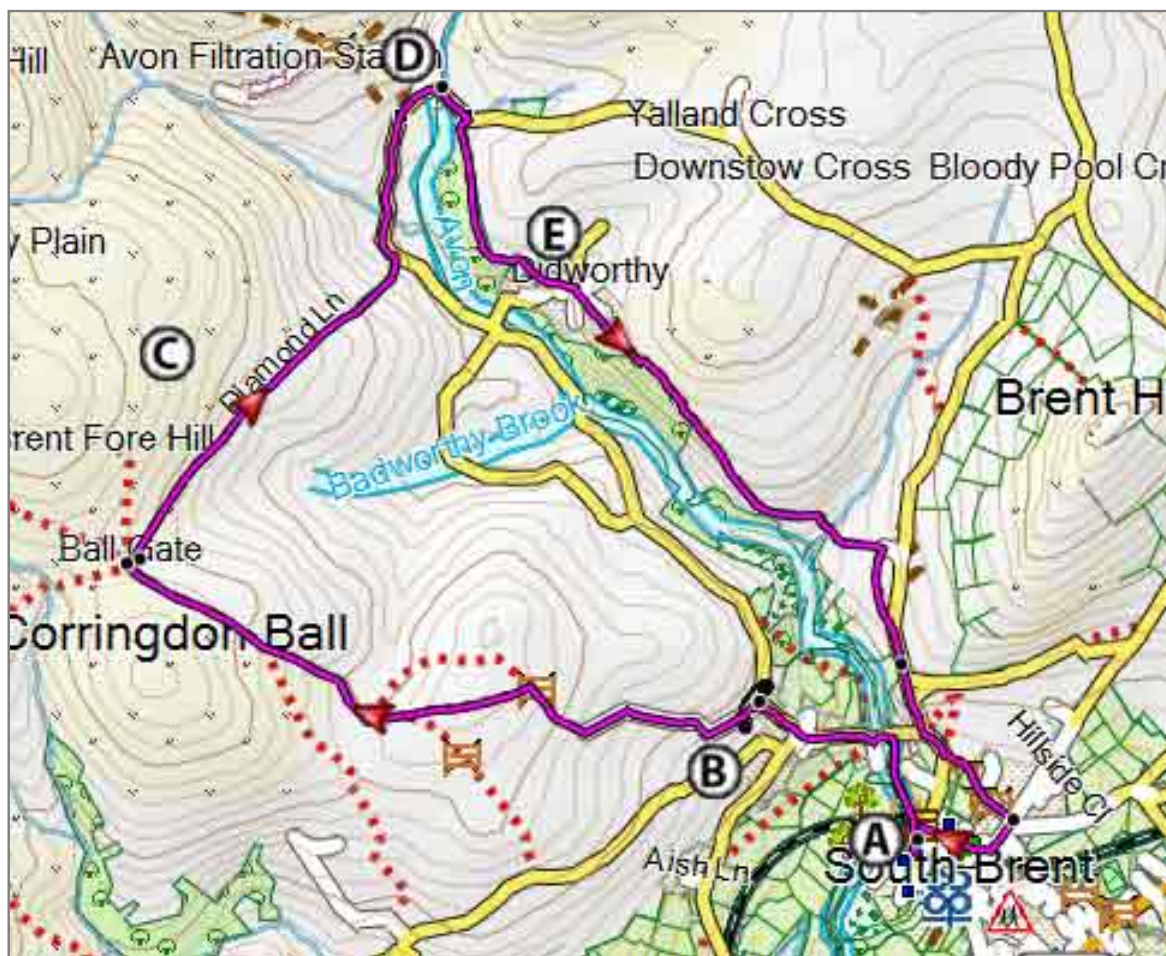 Hill
Avon Filtration Sta
D
Yalland Cross
Downstow Cross
Bloody Pool Cr
y Plain
Avon
E
Lidworthy
Diamond Ln
C
Brent H
rent Fore Hill
Badworthy Brook
Ball Gate
Corringdon Ball
Hillside Cl
B
A
Aish Ln
South Brent